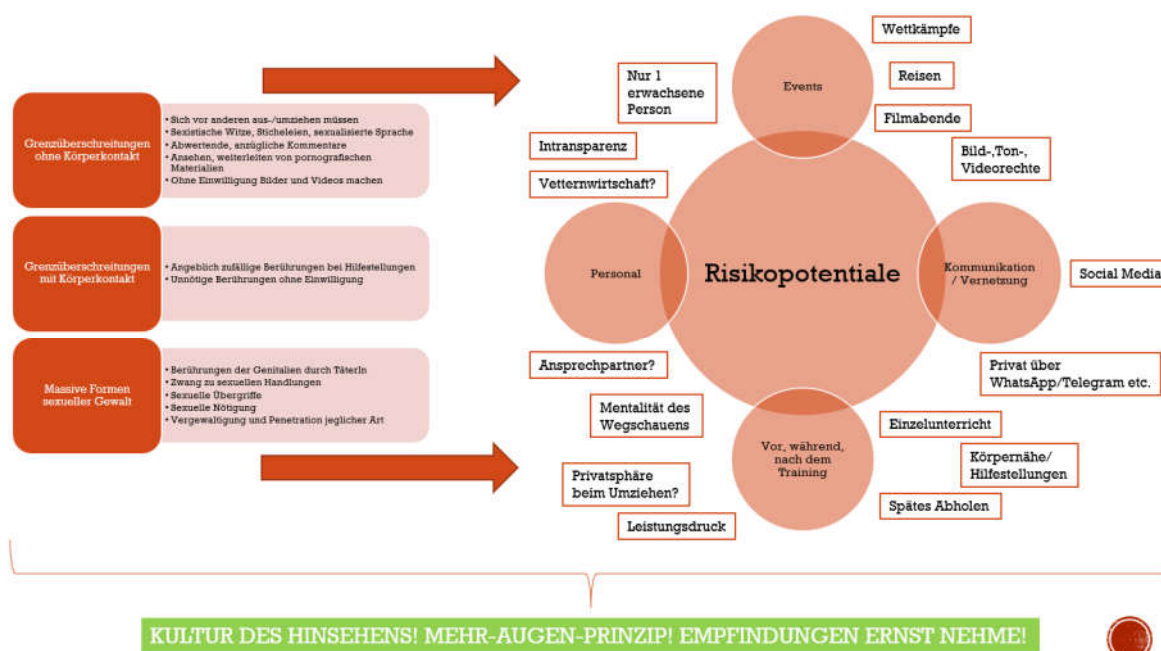 Grenzüberschreitungen
ohne Körperkontakt
• Sich vor anderen aus-/umziehen müssen
• Sexistische Witze, Sticheleien, sexualisierte Sprache
• Abwertende, anzügliche Kommentare
• Ansehen, weiterleiten von pornografischen
Materialien
• Ohne Einwilligung Bilder und Videos machen
Grenzüberschreitungen
mit Körperkontakt
• Angeblich zufällige Berührungen bei Hilfestellungen
• Unnötige Berührungen ohne Einwilligung
Massive Formen
sexueller Gewalt
• Berührungen der Genitalien durch TäterIn
• Zwang zu sexuellen Handlungen
• Sexuelle Übergriffe
• Sexuelle Nötigung
• Vergewaltigung und Penetration jeglicher Art
Risikopotentiale
Events
Wettkämpfe
Reisen
Filmabende
Nur 1
erwachsene
Person
Intransparenz
Vetternwirtschaft?
Personal
Ansprechpartner?
Mentalität des
Wegschauens
Bild-,Ton-,
Videorechte
Kommunikation
/ Vernetzung
Social Media
Privat über
WhatsApp/Telegram etc.
Vor, während,
nach dem
Training
Einzelunterricht
Körpernähe/
Hilfestellungen
Spätes Abholen
Privatsphäre
beim Umziehen?
Leistungsdruck
KULTUR DES HINSEHENS! MEHR-AUGEN-PRINZIP! EMPFINDUNGEN ERNST NEHME!